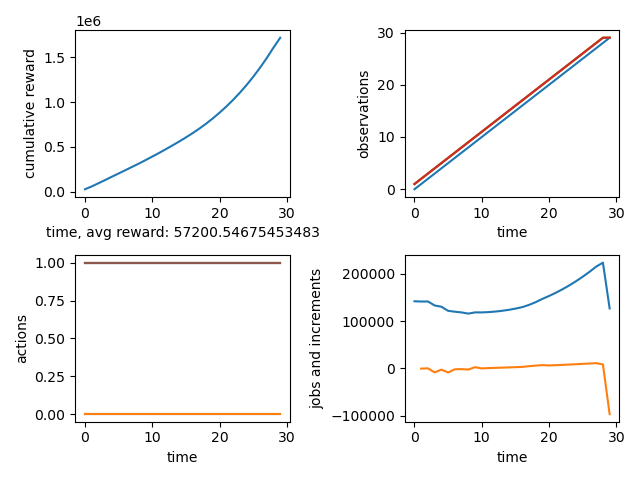 1e6
cumulative reward
1.5
1.0
0.5
0.0
0 10 20 30
time, avg reward: 57200.54675453483
observations
30
20
10
0
0 10 20 30
time
actions
1.00
0.75
0.50
0.25
0.00
0 10 20 30
time
jobs and increments
200000
100000
0
−100000
0 10 20 30
time